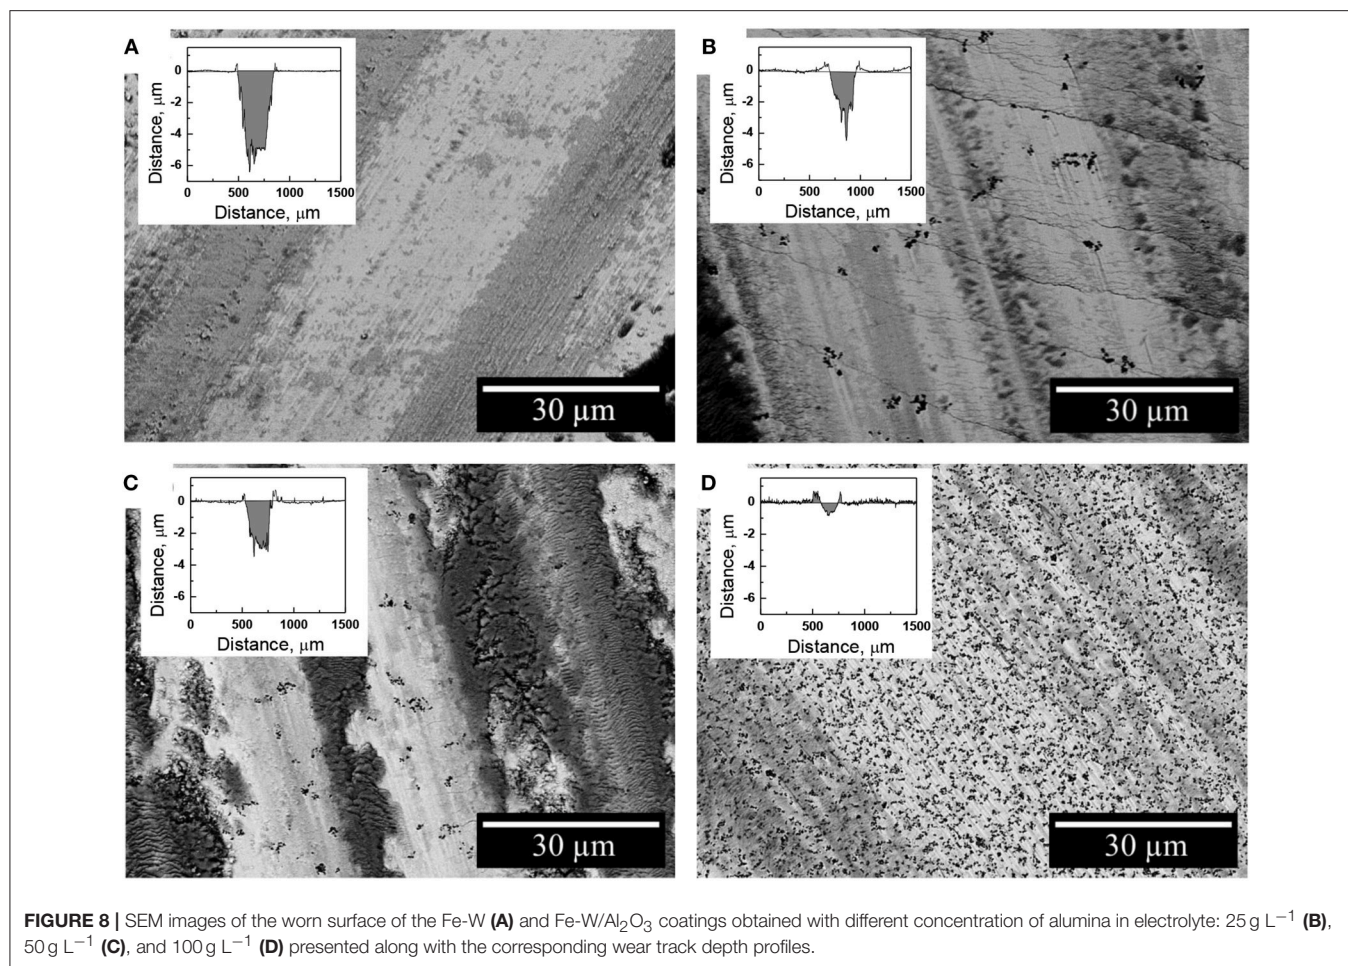 A
0
-2
-4
-6
Distance, μm
0 500 1000 1500
Distance, μm
30 μm
B
0
-2
-4
-6
Distance, μm
0 500 1000 1500
Distance, μm
30 μm
C
0
-2
-4
-6
Distance, μm
0 500 1000 1500
Distance, μm
30 μm
D
0
-2
-4
-6
Distance, μm
0 500 1000 1500
Distance, μm
30 μm
FIGURE 8 | SEM images of the worn surface of the Fe-W (A) and Fe-W/Al₂O₃ coatings obtained with different concentration of alumina in electrolyte: 25 g L⁻¹ (B),
50 g L⁻¹ (C), and 100 g L⁻¹ (D) presented along with the corresponding wear track depth profiles.